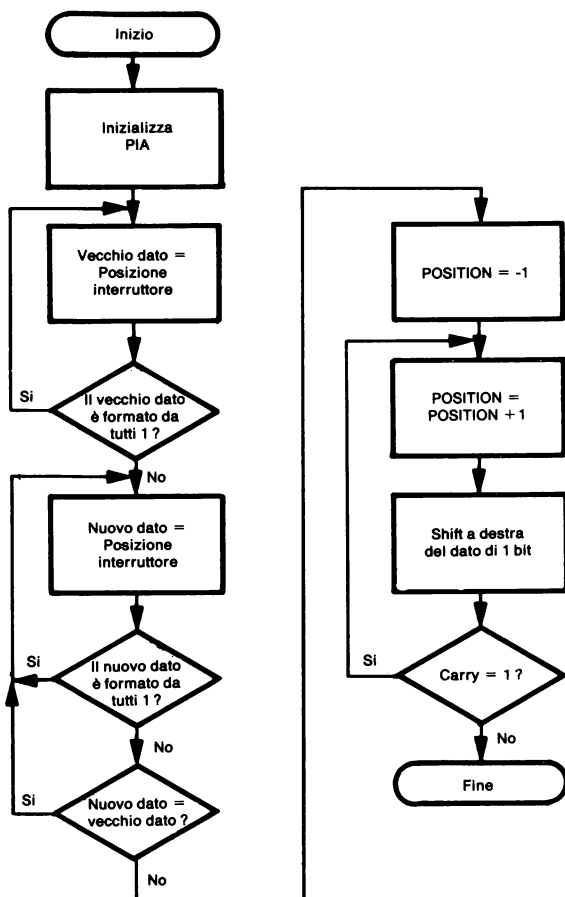 Inizio
Inizializza
PIA
Vecchio dato =
Posizione
interruttore
Si
Il vecchio dato
è formato da
tutti 1 ?
No
Nuovo dato =
Posizione
interruttore
Si
Il nuovo dato
è formato da
tutti 1 ?
No
Si
Nuovo dato =
vecchio dato ?
No
POSITION = -1
POSITION =
POSITION + 1
Shift a destra
del dato di 1 bit
Si
Carry = 1 ?
No
Fine